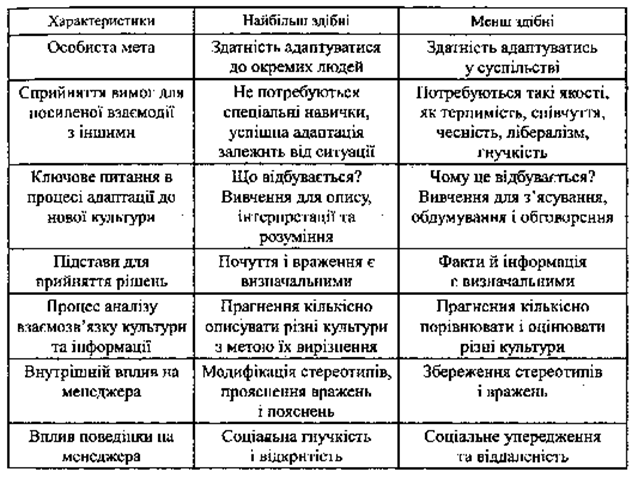 Характеристики
Найбільш здібні
Менш здібні
Особиста мета
Здатність адаптуватися
до окремих людей
Здатність адаптуватись
у суспільстві
Сприйняття вимог для
посиленої взаємодії
з іншими
Не потребуються
спеціальні навички,
успішна адаптація
залежить від ситуації
Потребуються такі якості,
як терпимість, співчуття,
чесність, лібералізм,
гнучкість
Ключове питання в
процесі адаптації до
нової культури
Що відбувається?
Вивчення для опису,
інтерпретації та
розуміння
Чому це відбувається?
Вивчення для з’ясування,
обдумування і обговорення
Підстави для
прийняття рішень
Почуття і враження є
визначальними
Факти й інформація
є визначальними
Процес аналізу
взаємозв’язку культури
та інформації
Прагнення кількісно
описувати різні культури
з метою їх вирізнення
Прагнення кількісно
порівнювати і оцінювати
різні культури
Внутрішній вплив на
менеджера
Модифікація стереотипів,
прояснення вражень
і пояснень
Збереження стереотипів
і вражень
Вплив поведінки на
менеджера
Соціальна гнучкість
і відкритість
Соціальне упередження
та віддаленість